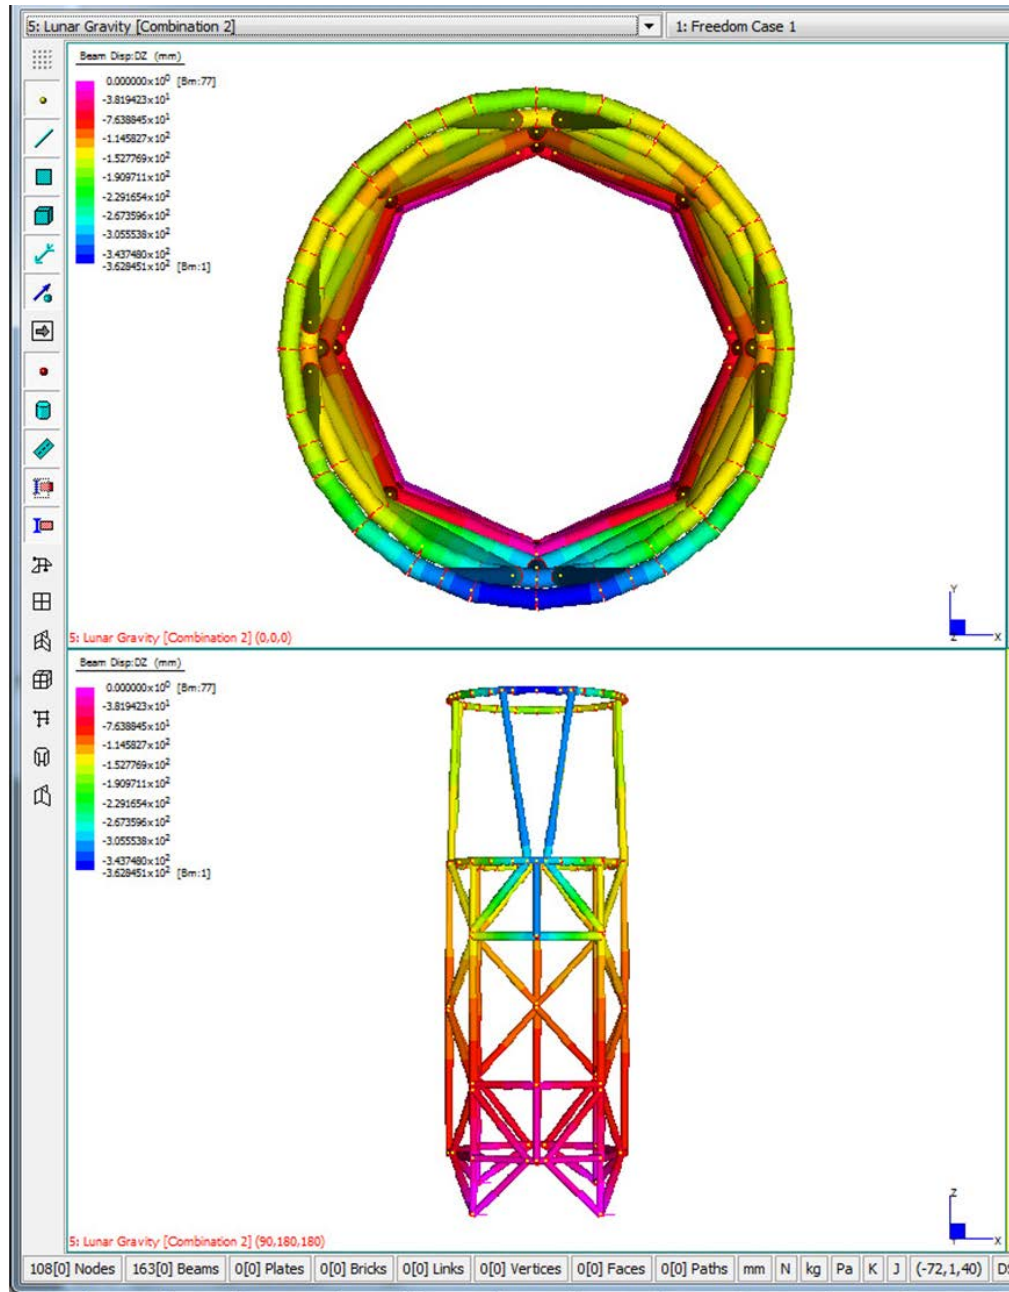 5: Lunar Gravity [Combination 2] 1: Freedom Case 1
Beam Disp:DZ (mm)
0.000000x10⁰ [Bm:77]
-3.819423x10¹
-7.638845x10¹
-1.145827x10²
-1.527769x10²
-1.909711x10²
-2.291654x10²
-2.673596x10²
-3.055538x10²
-3.437480x10²
-3.628451x10² [Bm:1]
Y
Z X
5: Lunar Gravity [Combination 2] (0,0,0)
Beam Disp:DZ (mm)
0.000000x10⁰ [Bm:77]
-3.819423x10¹
-7.638845x10¹
-1.145827x10²
-1.527769x10²
-1.909711x10²
-2.291654x10²
-2.673596x10²
-3.055538x10²
-3.437480x10²
-3.628451x10² [Bm:1]
Z
Y X
5: Lunar Gravity [Combination 2] (90,180,180)
108[0] Nodes 163[0] Beams 0[0] Plates 0[0] Bricks 0[0] Links 0[0] Vertices 0[0] Faces 0[0] Paths mm N kg Pa K J (-72,1,40)